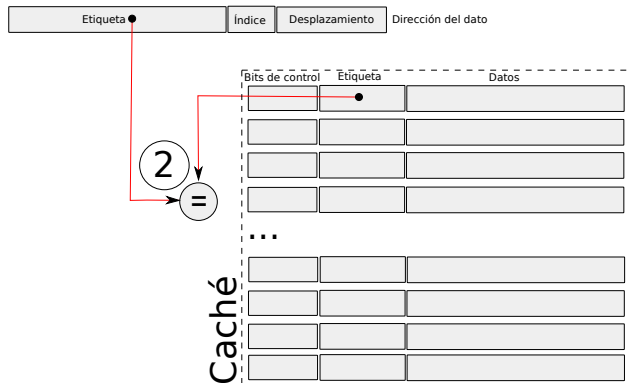 Etiqueta Índice Desplazamiento Dirección del dato
Bits de control Etiqueta Datos
2
=
...
Caché